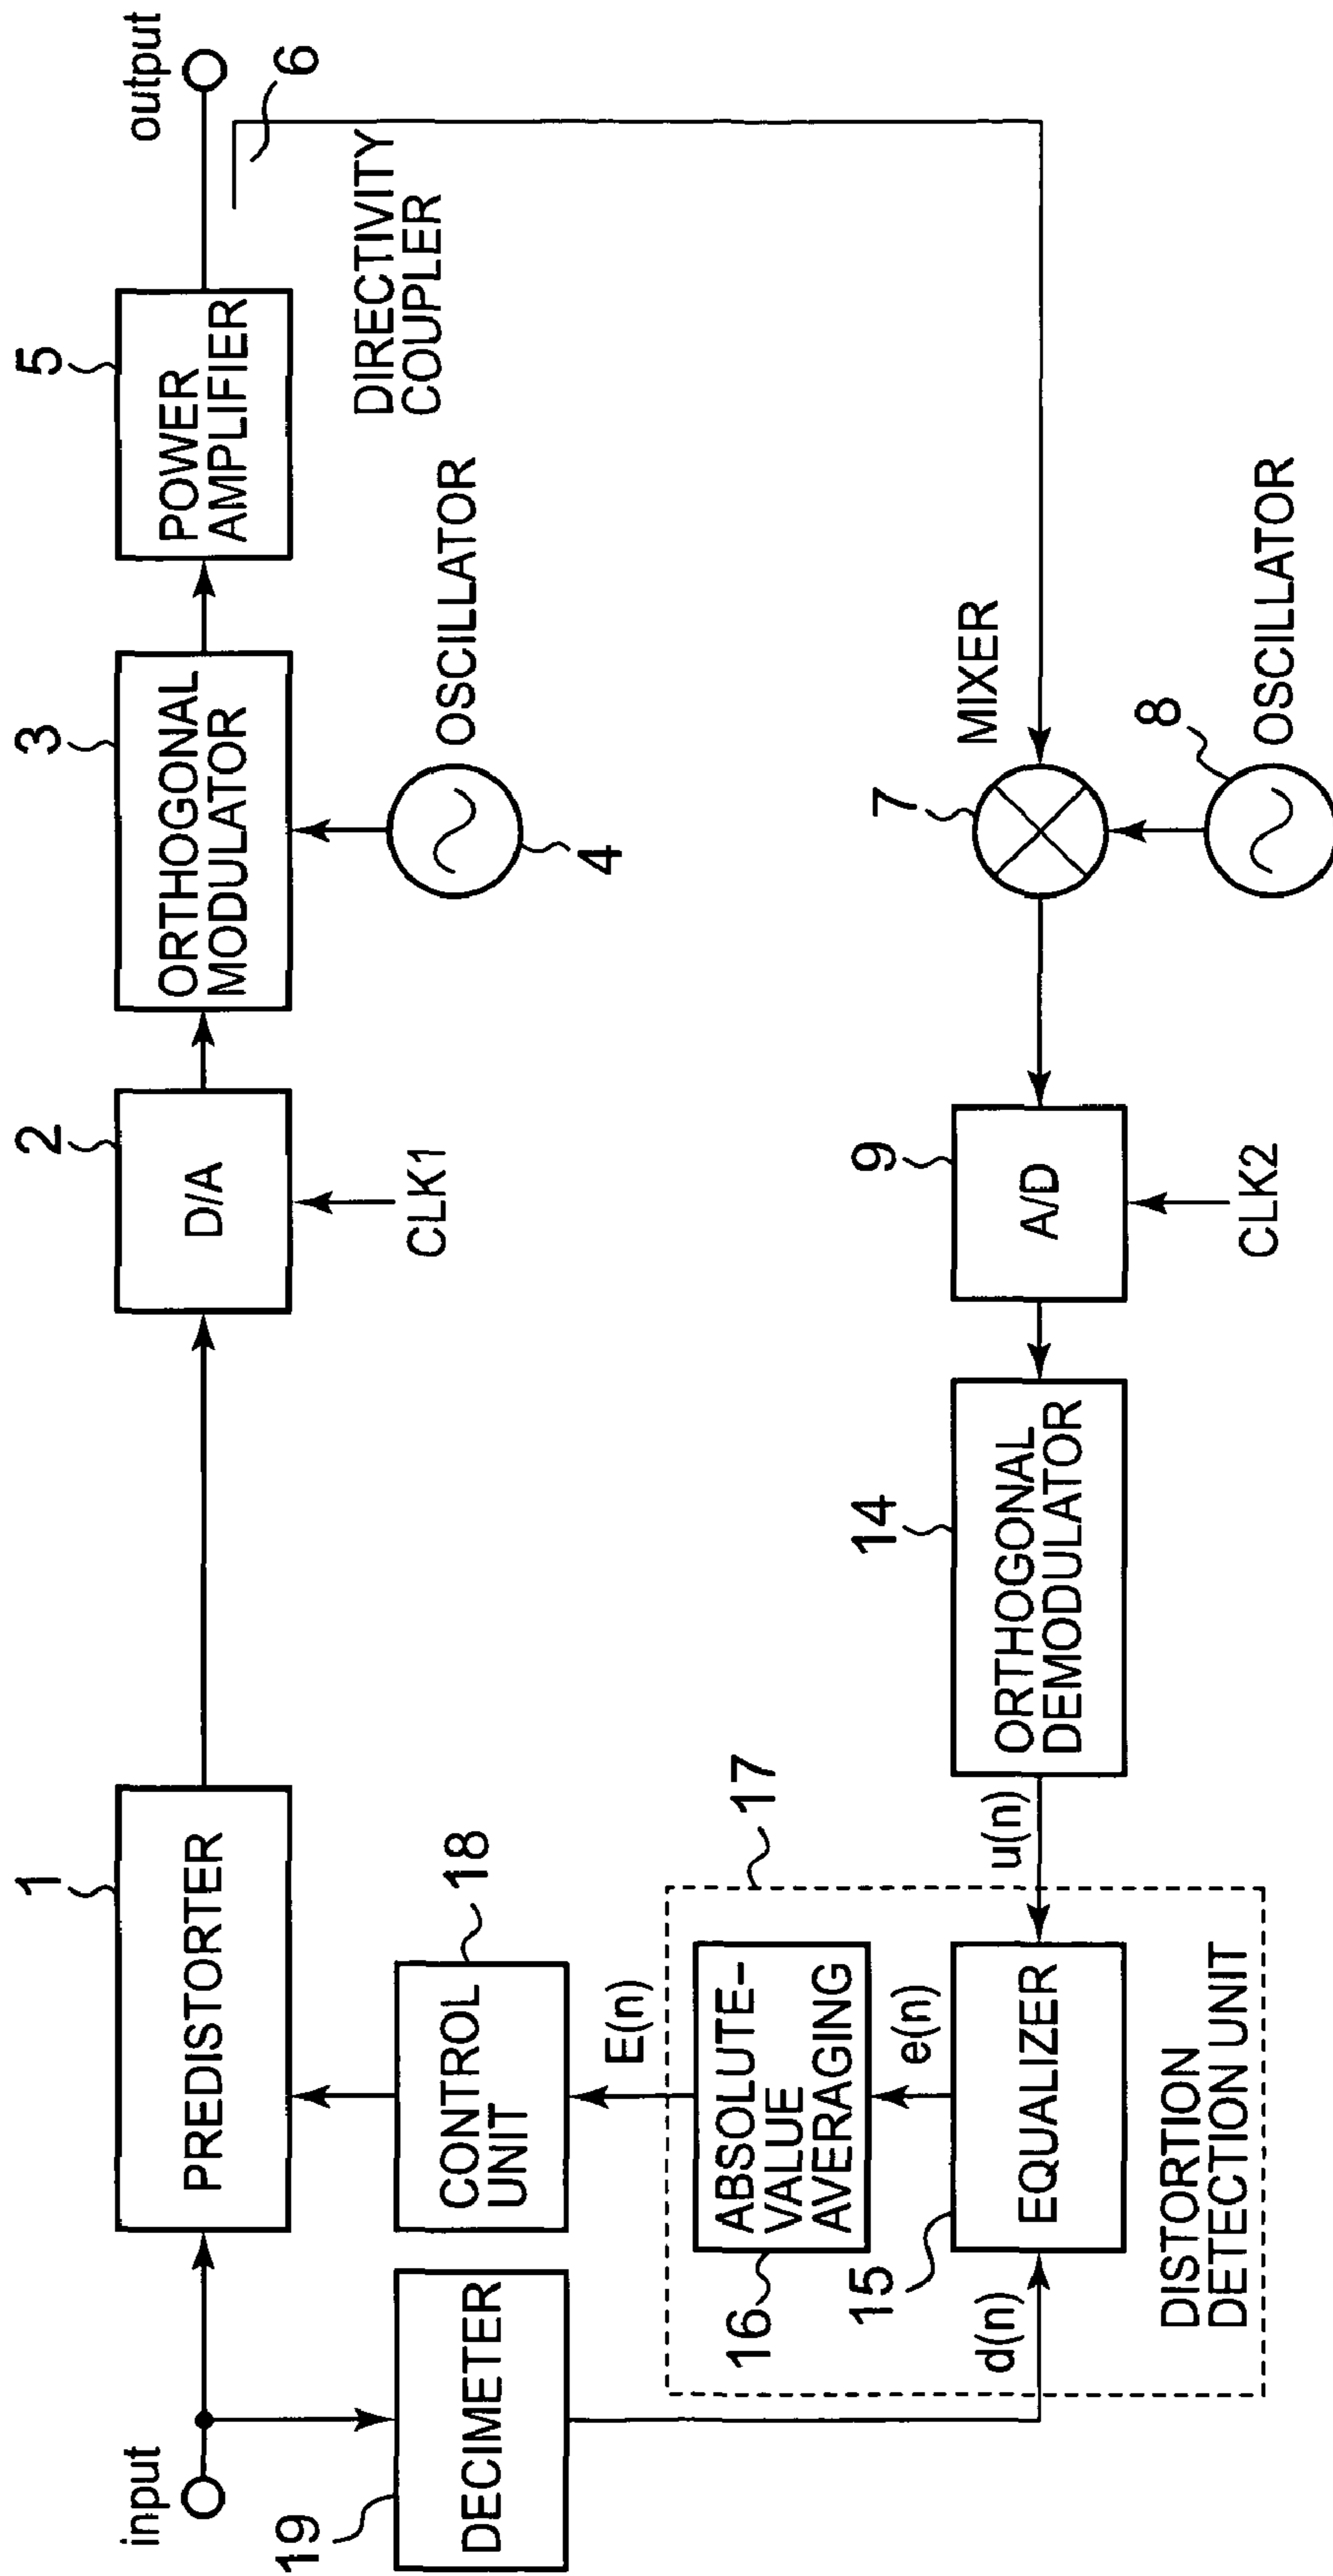 input
1
PREDISTORTER
2
D/A
CLK1
3
ORTHOGONAL
MODULATOR
4
OSCILLATOR
5
POWER
AMPLIFIER
output
6
DIRECTIVITY
COUPLER
19
DECIMETER
18
CONTROL
UNIT
E(n)
17
16
ABSOLUTE-
VALUE
AVERAGING
e(n)
15
EQUALIZER
d(n)
u(n)
DISTORTION
DETECTION UNIT
14
ORTHOGONAL
DEMODULATOR
9
A/D
CLK2
7
MIXER
8
OSCILLATOR